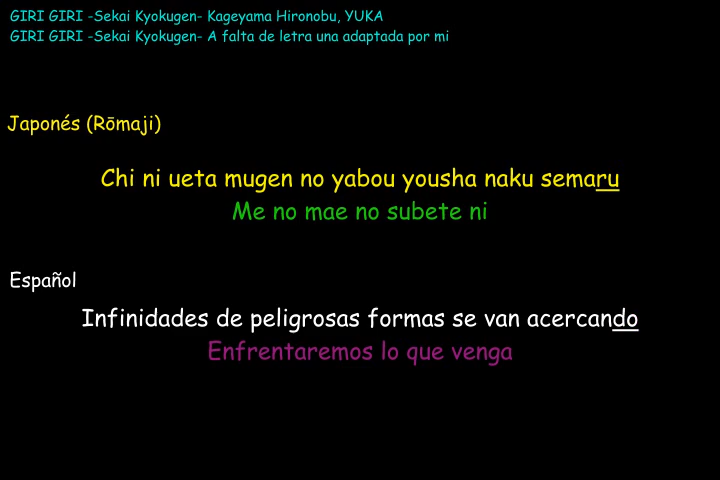 GIRI GIRI -Sekai Kyokugen- Kageyama Hironobu, YUKA
GIRI GIRI -Sekai Kyokugen- A falta de letra una adaptada por mi
Japonés (Rōmaji)
Chi ni ueta mugen no yabou yousha naku semaru
Me no mae no subete ni
Español
Infinidades de peligrosas formas se van acercando
Enfrentaremos lo que venga